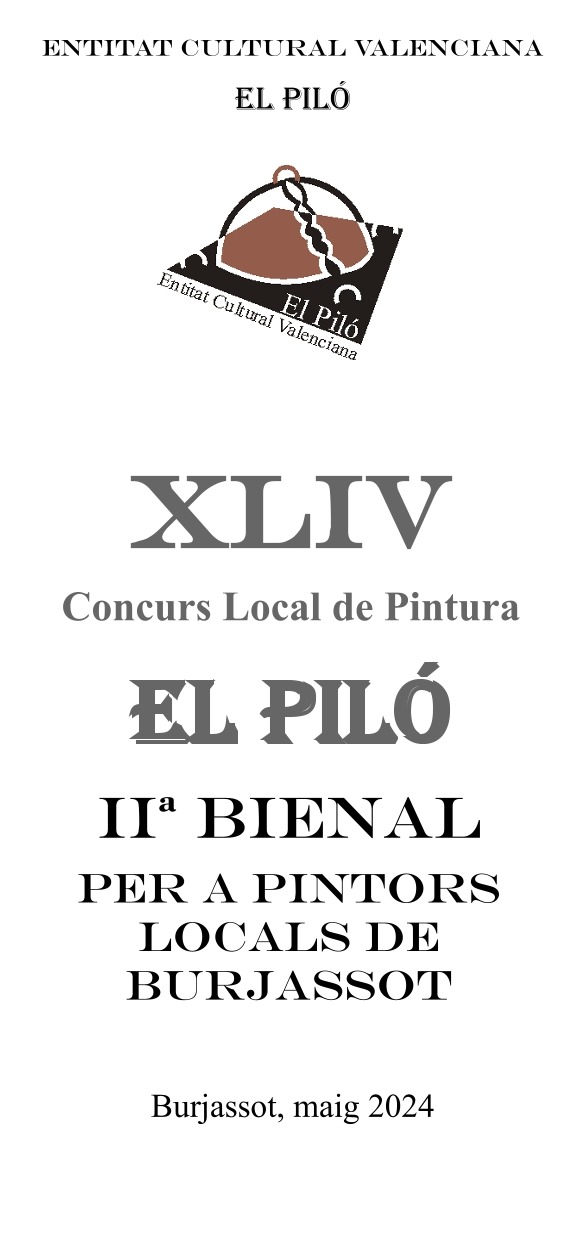 ENTITAT CULTURAL VALENCIANA
EL PILÓ
El Piló
Entitat Cultural Valenciana
XLIV
Concurs Local de Pintura
EL PILÓ
IIª BIENAL
PER A PINTORS
LOCALS DE
BURJASSOT
Burjassot, maig 2024